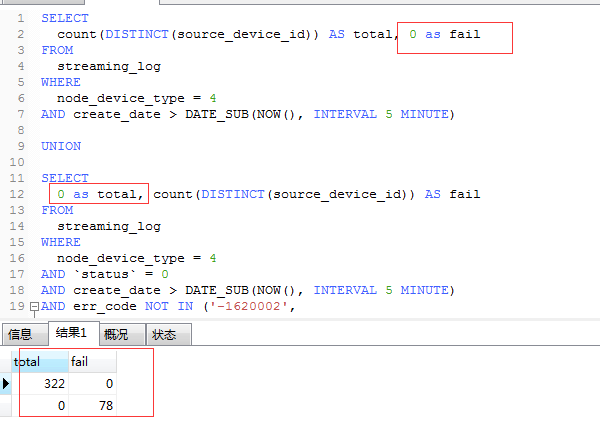 1 SELECT
2 count(DISTINCT(source_device_id)) AS total, 0 as fail
3 FROM
4 streaming_log
5 WHERE
6 node_device_type = 4
7 AND create_date > DATE_SUB(NOW(), INTERVAL 5 MINUTE)
8
9 UNION
10
11 SELECT
12 0 as total, count(DISTINCT(source_device_id)) AS fail
13 FROM
14 streaming_log
15 WHERE
16 node_device_type = 4
17 AND `status` = 0
18 AND create_date > DATE_SUB(NOW(), INTERVAL 5 MINUTE)
19 AND err_code NOT IN ('-1620002',
信息 结果1 概况 状态
total fail
322 0
0 78